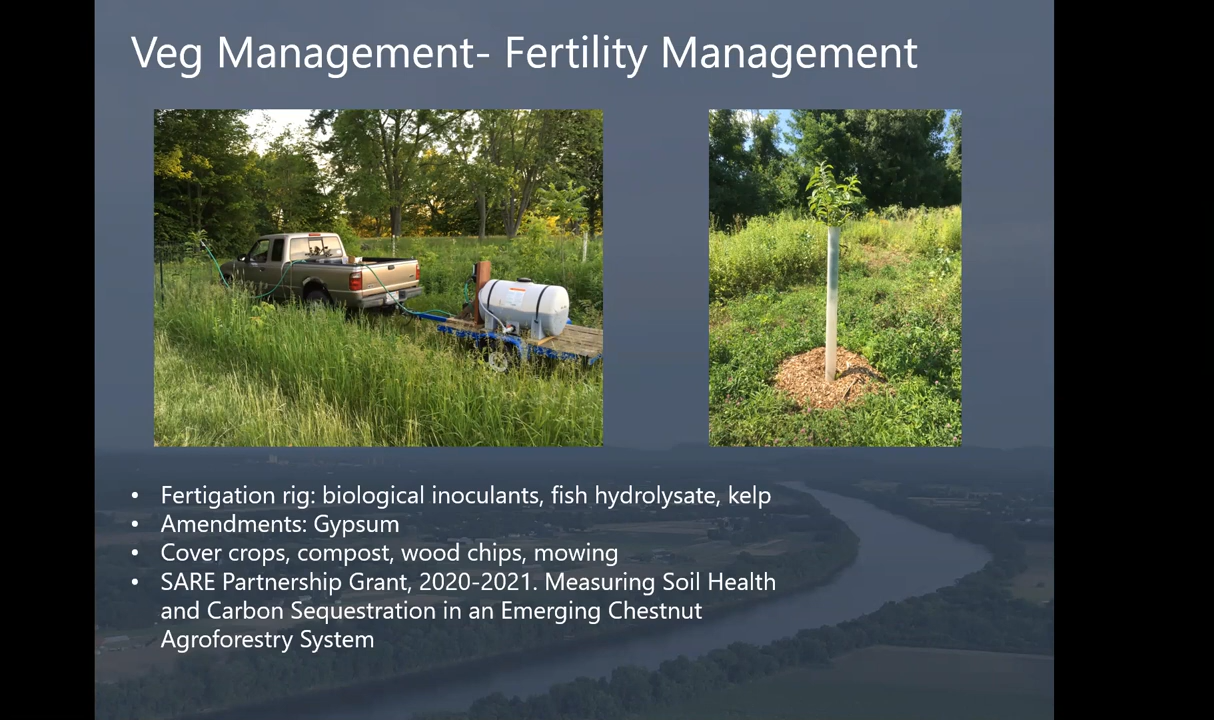 Veg Management- Fertility Management
• Fertigation rig: biological inoculants, fish hydrolysate, kelp
• Amendments: Gypsum
• Cover crops, compost, wood chips, mowing
• SARE Partnership Grant, 2020-2021. Measuring Soil Health
and Carbon Sequestration in an Emerging Chestnut
Agroforestry System